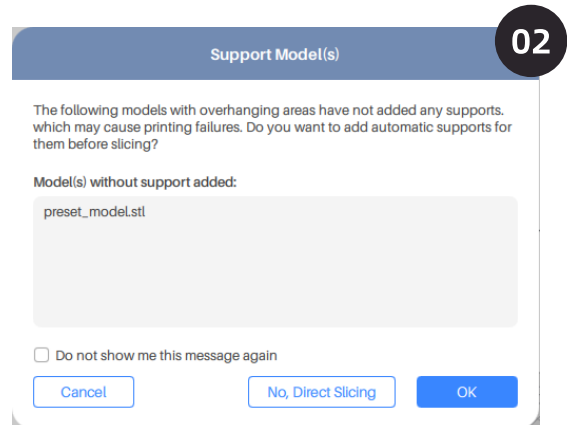 02
Support Model(s)
The following models with overhanging areas have not added any supports.
which may cause printing failures. Do you want to add automatic supports for
them before slicing?
Model(s) without support added:
preset_model.stl
Do not show me this message again
Cancel
No, Direct Slicing
OK